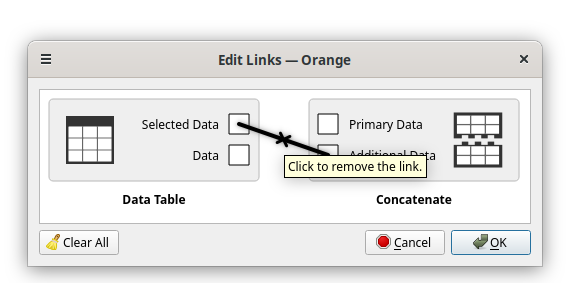 Edit Links — Orange
Selected Data
Primary Data
Data
Additional Data
Click to remove the link.
Data Table
Concatenate
Clear All
Cancel
OK